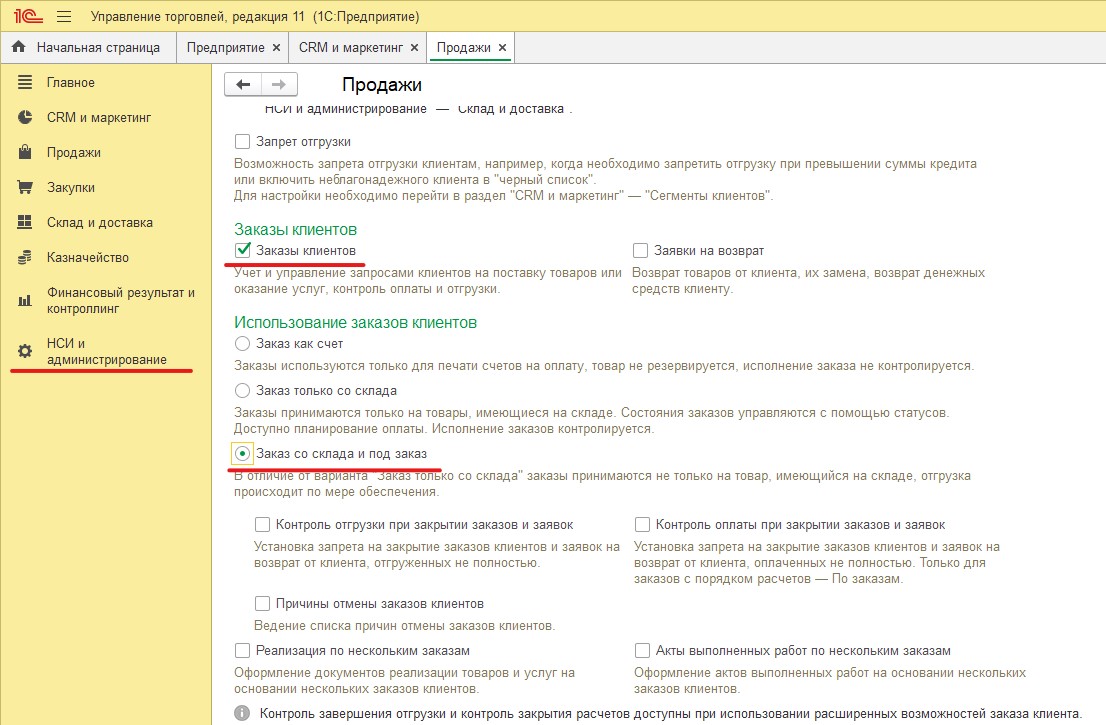 1С Управление торговлей, редакция 11 (1С:Предприятие)
Начальная страница Предприятие × CRM и маркетинг × Продажи ×
Главное
CRM и маркетинг
Продажи
Закупки
Склад и доставка
Казначейство
Финансовый результат и
контроллинг
НСИ и
администрирование
Продажи
НСИ и администрирование — Склад и доставка .
Запрет отгрузки
Возможность запрета отгрузки клиентам, например, когда необходимо запретить отгрузку при превышении суммы кредита
или включить неблагонадежного клиента в "черный список".
Для настройки необходимо перейти в раздел "CRM и маркетинг" — "Сегменты клиентов".
Заказы клиентов
Заказы клиентов
Учет и управление запросами клиентов на поставку товаров или
оказание услуг, контроль оплаты и отгрузки.
Заявки на возврат
Возврат товаров от клиента, их замена, возврат денежных
средств клиенту.
Использование заказов клиентов
Заказ как счет
Заказы используются только для печати счетов на оплату, товар не резервируется, исполнение заказа не контролируется.
Заказ только со склада
Заказы принимаются только на товары, имеющиеся на складе. Состояния заказов управляются с помощью статусов.
Доступно планирование оплаты. Исполнение заказов контролируется.
Заказ со склада и под заказ
В отличие от варианта "Заказ только со склада" заказы принимаются не только на товар, имеющийся на складе, отгрузка
происходит по мере обеспечения.
Контроль отгрузки при закрытии заказов и заявок
Установка запрета на закрытие заказов клиентов и заявок на
возврат от клиента, отгруженных не полностью.
Контроль оплаты при закрытии заказов и заявок
Установка запрета на закрытие заказов клиентов и заявок на
возврат от клиента, оплаченных не полностью. Только для
заказов с порядком расчетов — По заказам.
Причины отмены заказов клиентов
Ведение списка причин отмены заказов клиентов.
Реализация по нескольким заказам
Оформление документов реализации товаров и услуг на
основании нескольких заказов клиентов.
Акты выполненных работ по нескольким заказам
Оформление актов выполненных работ на основании нескольких
заказов клиентов.
Контроль завершения отгрузки и контроль закрытия расчетов доступны при использовании расширенных возможностей заказа клиента.